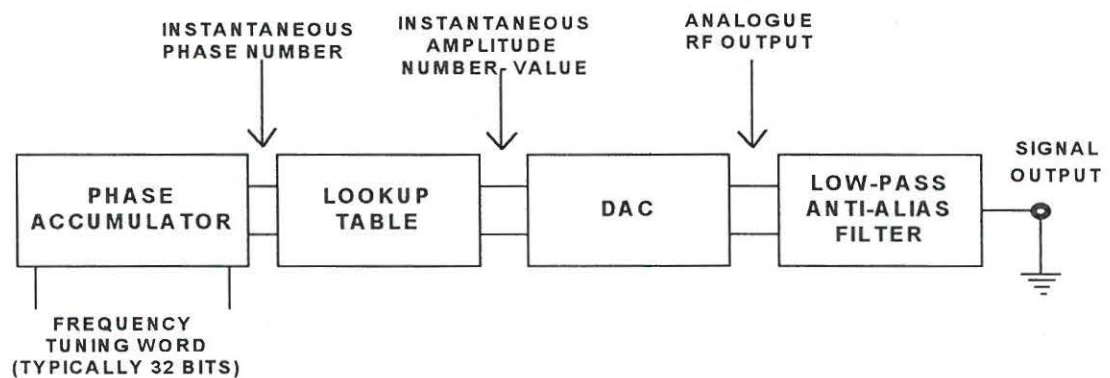 INSTANTANEOUS
PHASE NUMBER
INSTANTANEOUS
AMPLITUDE
NUMBER- VALUE
ANALOGUE
RF OUTPUT
PHASE
ACCUMULATOR
LOOKUP
TABLE
DAC
LOW-PASS
ANTI-ALIAS
FILTER
SIGNAL
OUTPUT
FREQUENCY
TUNING WORD
(TYPICALLY 32 BITS)